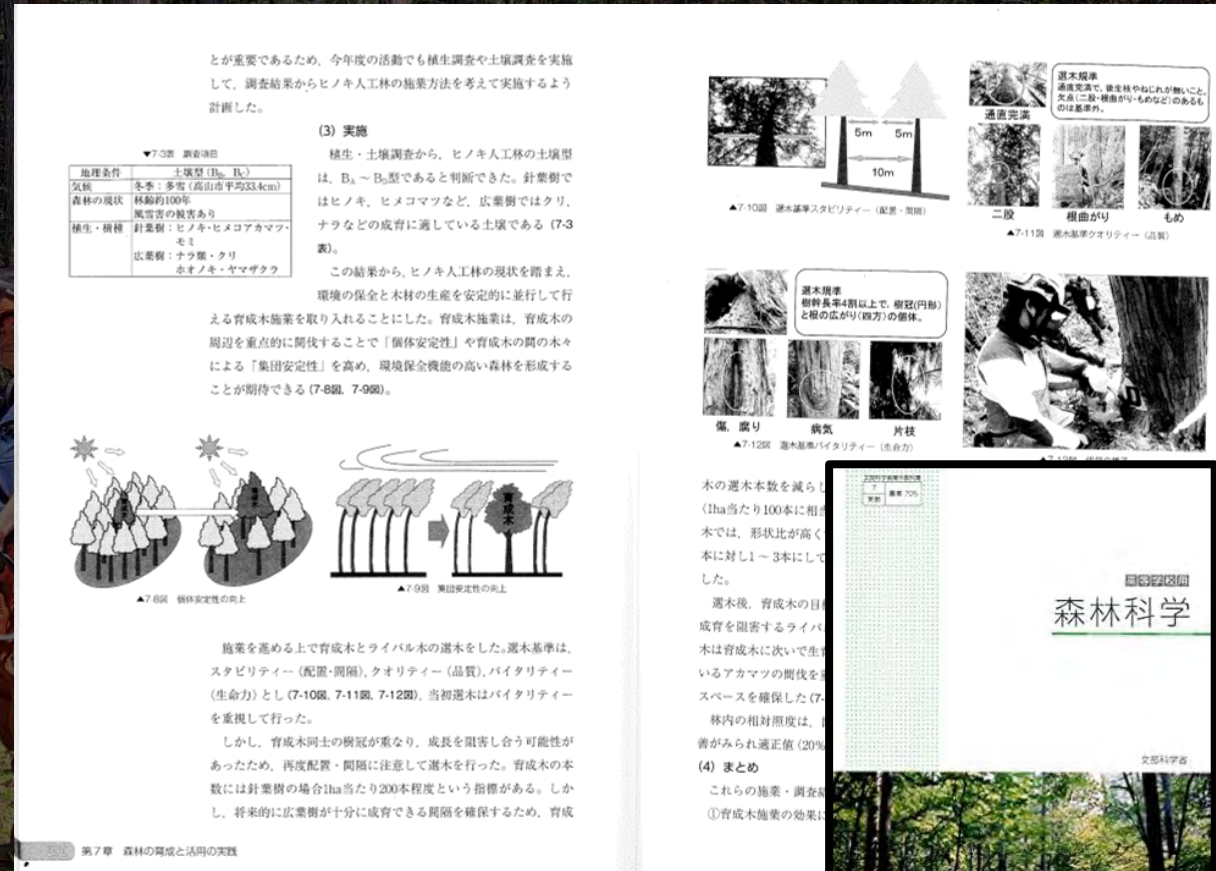 とが重要であるため，今年度の活動でも植生調査や土壌調査を実施
して，調査結果からヒノキ人工林の施業方法を考えて実施するよう
計画した。
(3) 実施
▼7-3表　調査項目
地理条件　土壌型 (BB, BC)
気候　冬季：多雪 (高山市平均33.4cm)
森林の現状　林齢約100年
風雪害の被害あり
植生・樹種　針葉樹：ヒノキ・ヒメコアカマツ・
モミ
広葉樹：ナラ類・クリ
ホオノキ・ヤマザクラ
植生・土壌調査から，ヒノキ人工林の土壌型
は，BA ～ BD型であると判断できた。針葉樹で
はヒノキ，ヒメコマツなど，広葉樹ではクリ，
ナラなどの成育に適している土壌である (7-3
表)。
この結果から，ヒノキ人工林の現状を踏まえ，
環境の保全と木材の生産を安定的に並行して行
える育成木施業を取り入れることにした。育成木施業は，育成木の
周辺を重点的に間伐することで「個体安定性」や育成木の間の木々
による「集団安定性」を高め，環境保全機能の高い森林を形成する
ことが期待できる (7-8図，7-9図)。
育成木
育成木
▲7-8図　個体安定性の向上
育成木
▲7-9図　集団安定性の向上
施業を進める上で育成木とライバル木の選木をした。選木基準は，
スタビリティー (配置・間隔)，クオリティー (品質)，バイタリティー
(生命力) とし (7-10図，7-11図，7-12図)，当初選木はバイタリティー
を重視して行った。
しかし，育成木同士の樹冠が重なり，成長を阻害し合う可能性が
あったため，再度配置・間隔に注意して選木を行った。育成木の本
数には針葉樹の場合1ha当たり200本程度という指標がある。しか
し，将来的に広葉樹が十分に成育できる間隔を確保するため，育成
第7章　森林の育成と活用の実践
5m　5m
10m
▲7-10図　選木基準スタビリティー (配置・間隔)
選木規準
通直完満で，後生枝やねじれが無いこと。
欠点(二股・根曲がり・もめなど)のあるも
のは基準外。
通直完満
二股　根曲がり　もめ
▲7-11図　選木基準クオリティー (品質)
選木規準
樹幹長率4割以上で，樹冠(円形)
と根の広がり(四方)の個体。
傷，腐り　病気　片枝
▲7-12図　選木基準バイタリティー (生命力)
木の選木本数を減らし
(1ha当たり100本に相当
木では，形状比が高く
本に対し1 ～ 3本にして
した。
選木後，育成木の目
成育を阻害するライバ
木は育成木に次いで生育
いるアカマツの間伐を
スペースを確保した (7-
林内の相対照度は，
善がみられ適正値 (20%
(4) まとめ
これらの施業・調査
①育成木施業の効果に
文部科学省著作教科書
7
実教
農業 705
高等学校用
森林科学
文部科学省